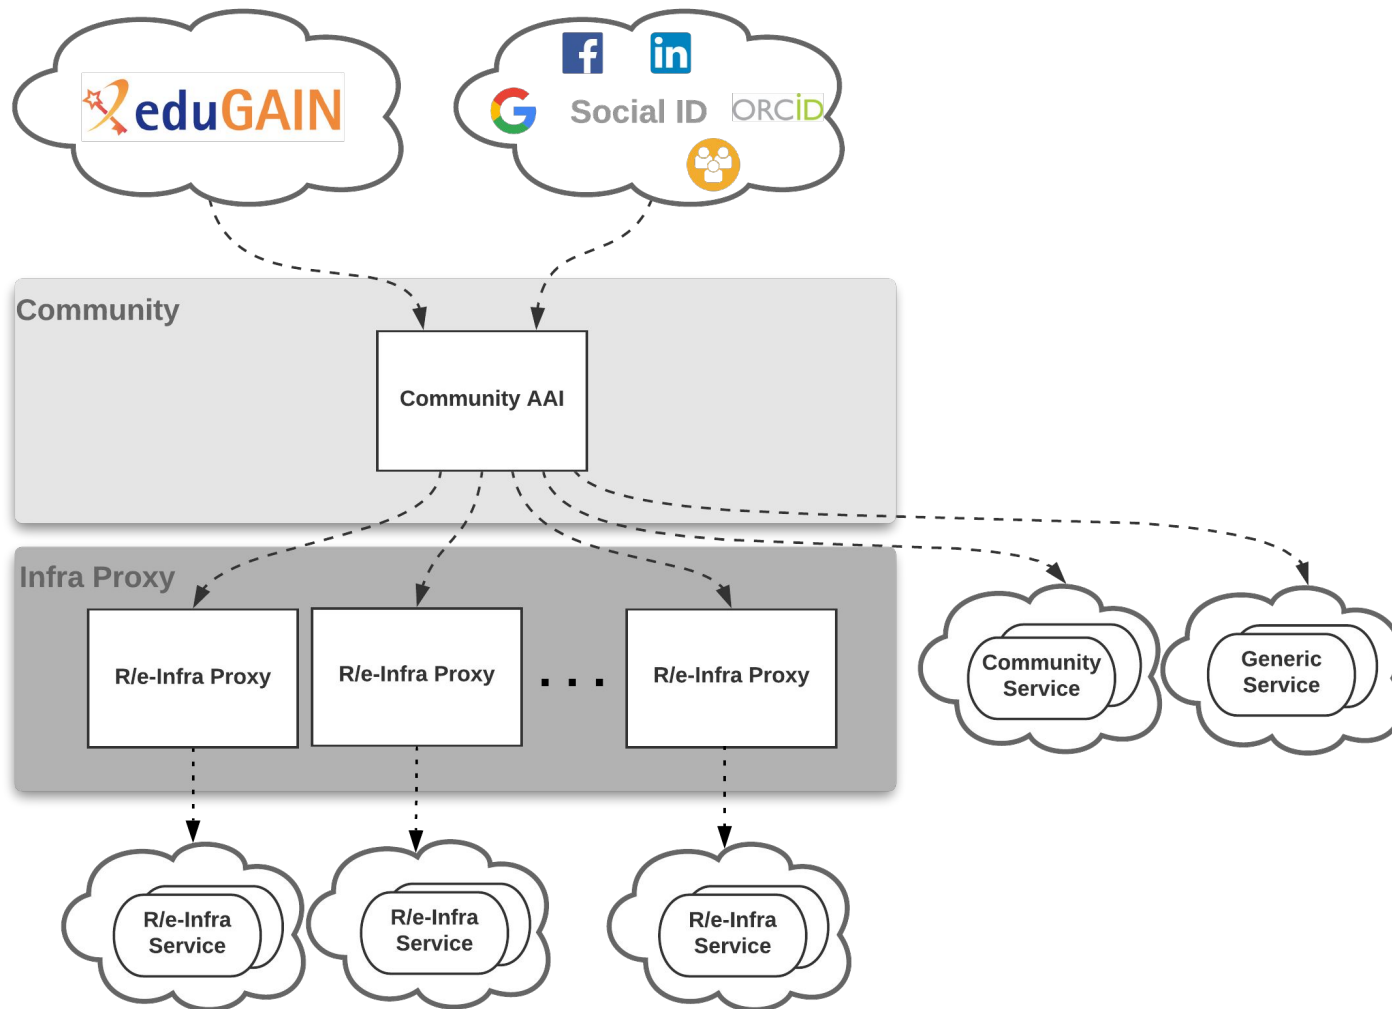 eduGAIN
f
in
G
Social ID
ORCiD
Community
Community AAI
Infra Proxy
R/e-Infra Proxy
R/e-Infra Proxy
. . .
R/e-Infra Proxy
Community
Service
Generic
Service
R/e-Infra
Service
R/e-Infra
Service
R/e-Infra
Service